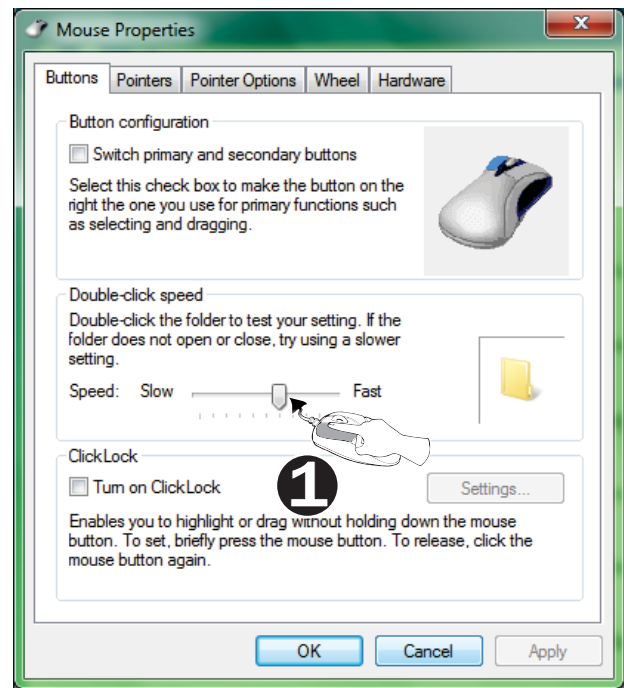 Mouse Properties
Buttons Pointers Pointer Options Wheel Hardware
Button configuration
Switch primary and secondary buttons
Select this check box to make the button on the
right the one you use for primary functions such
as selecting and dragging.
Double-click speed
Double-click the folder to test your setting. If the
folder does not open or close, try using a slower
setting.
Speed: Slow Fast
ClickLock
1
Turn on ClickLock Settings...
Enables you to highlight or drag without holding down the mouse
button. To set, briefly press the mouse button. To release, click the
mouse button again.
OK Cancel Apply